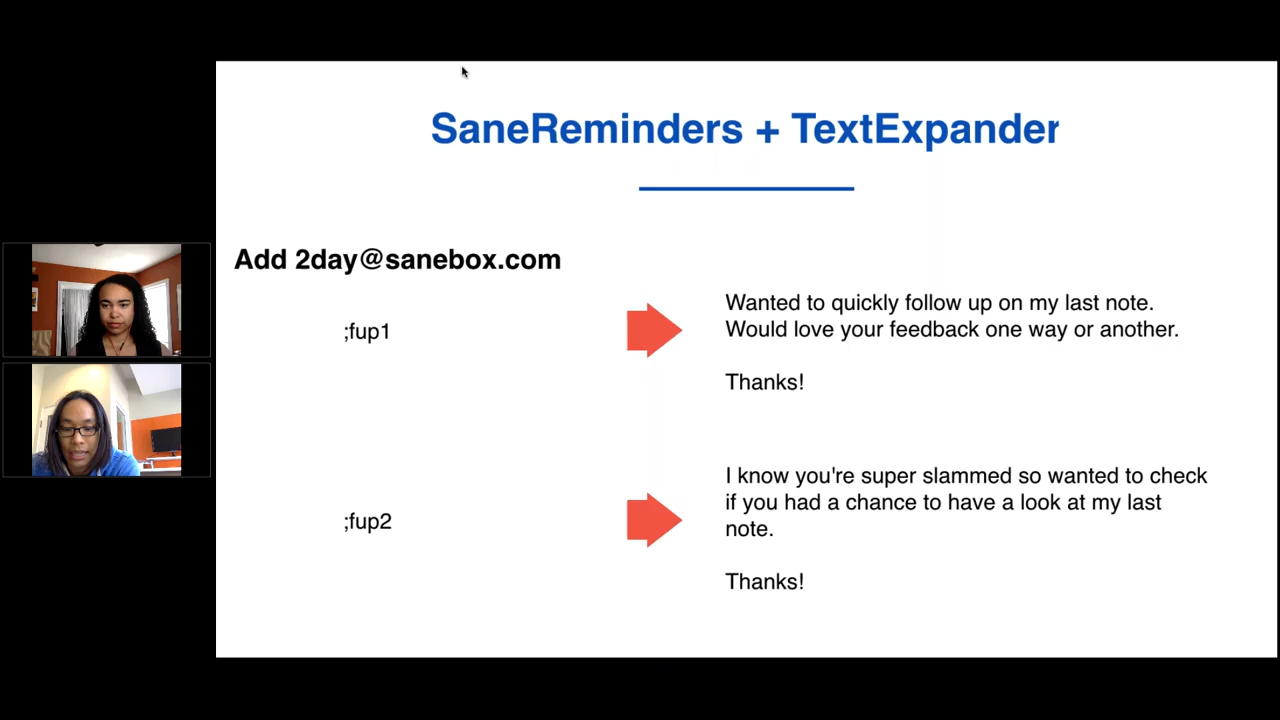 SaneReminders + TextExpander
Add 2day@sanebox.com
;fup1
Wanted to quickly follow up on my last note.
Would love your feedback one way or another.
Thanks!
;fup2
I know you're super slammed so wanted to check
if you had a chance to have a look at my last
note.
Thanks!